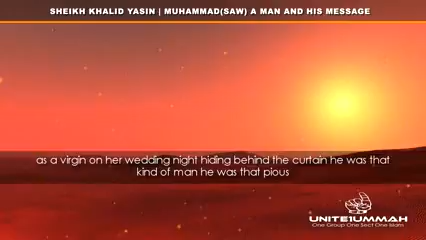 SHEIKH KHALID YASIN | MUHAMMAD(SAW) A MAN AND HIS MESSAGE
as a virgin on her wedding night hiding behind the curtain he was that
kind of man he was that pious
UNITE1UMMAH
One Group One Sect One Islam